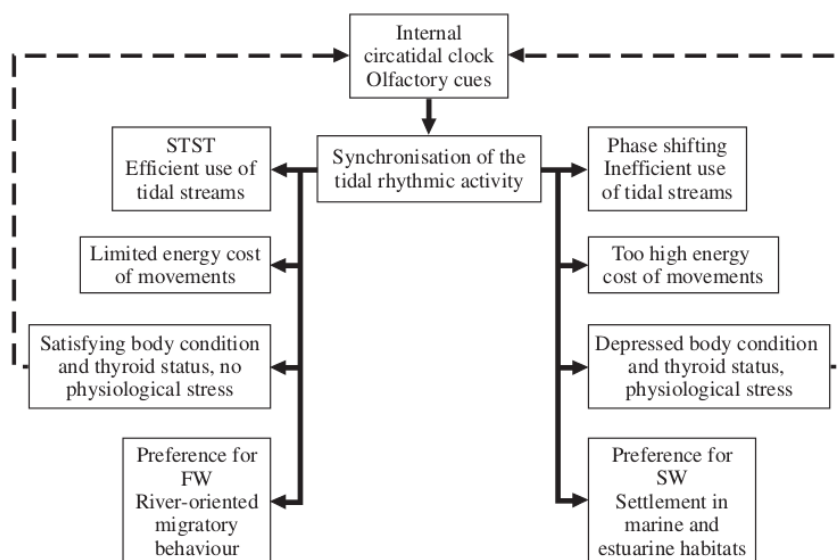 Internal
circatidal clock
Olfactory cues
Synchronisation of the
tidal rhythmic activity
STST
Efficient use of
tidal streams
Limited energy cost
of movements
Satisfying body condition
and thyroid status, no
physiological stress
Preference for
FW
River-oriented
migratory
behaviour
Phase shifting
Inefficient use
of tidal streams
Too high energy
cost of movements
Depressed body condition
and thyroid status,
physiological stress
Preference for
SW
Settlement in
marine and
estuarine habitats